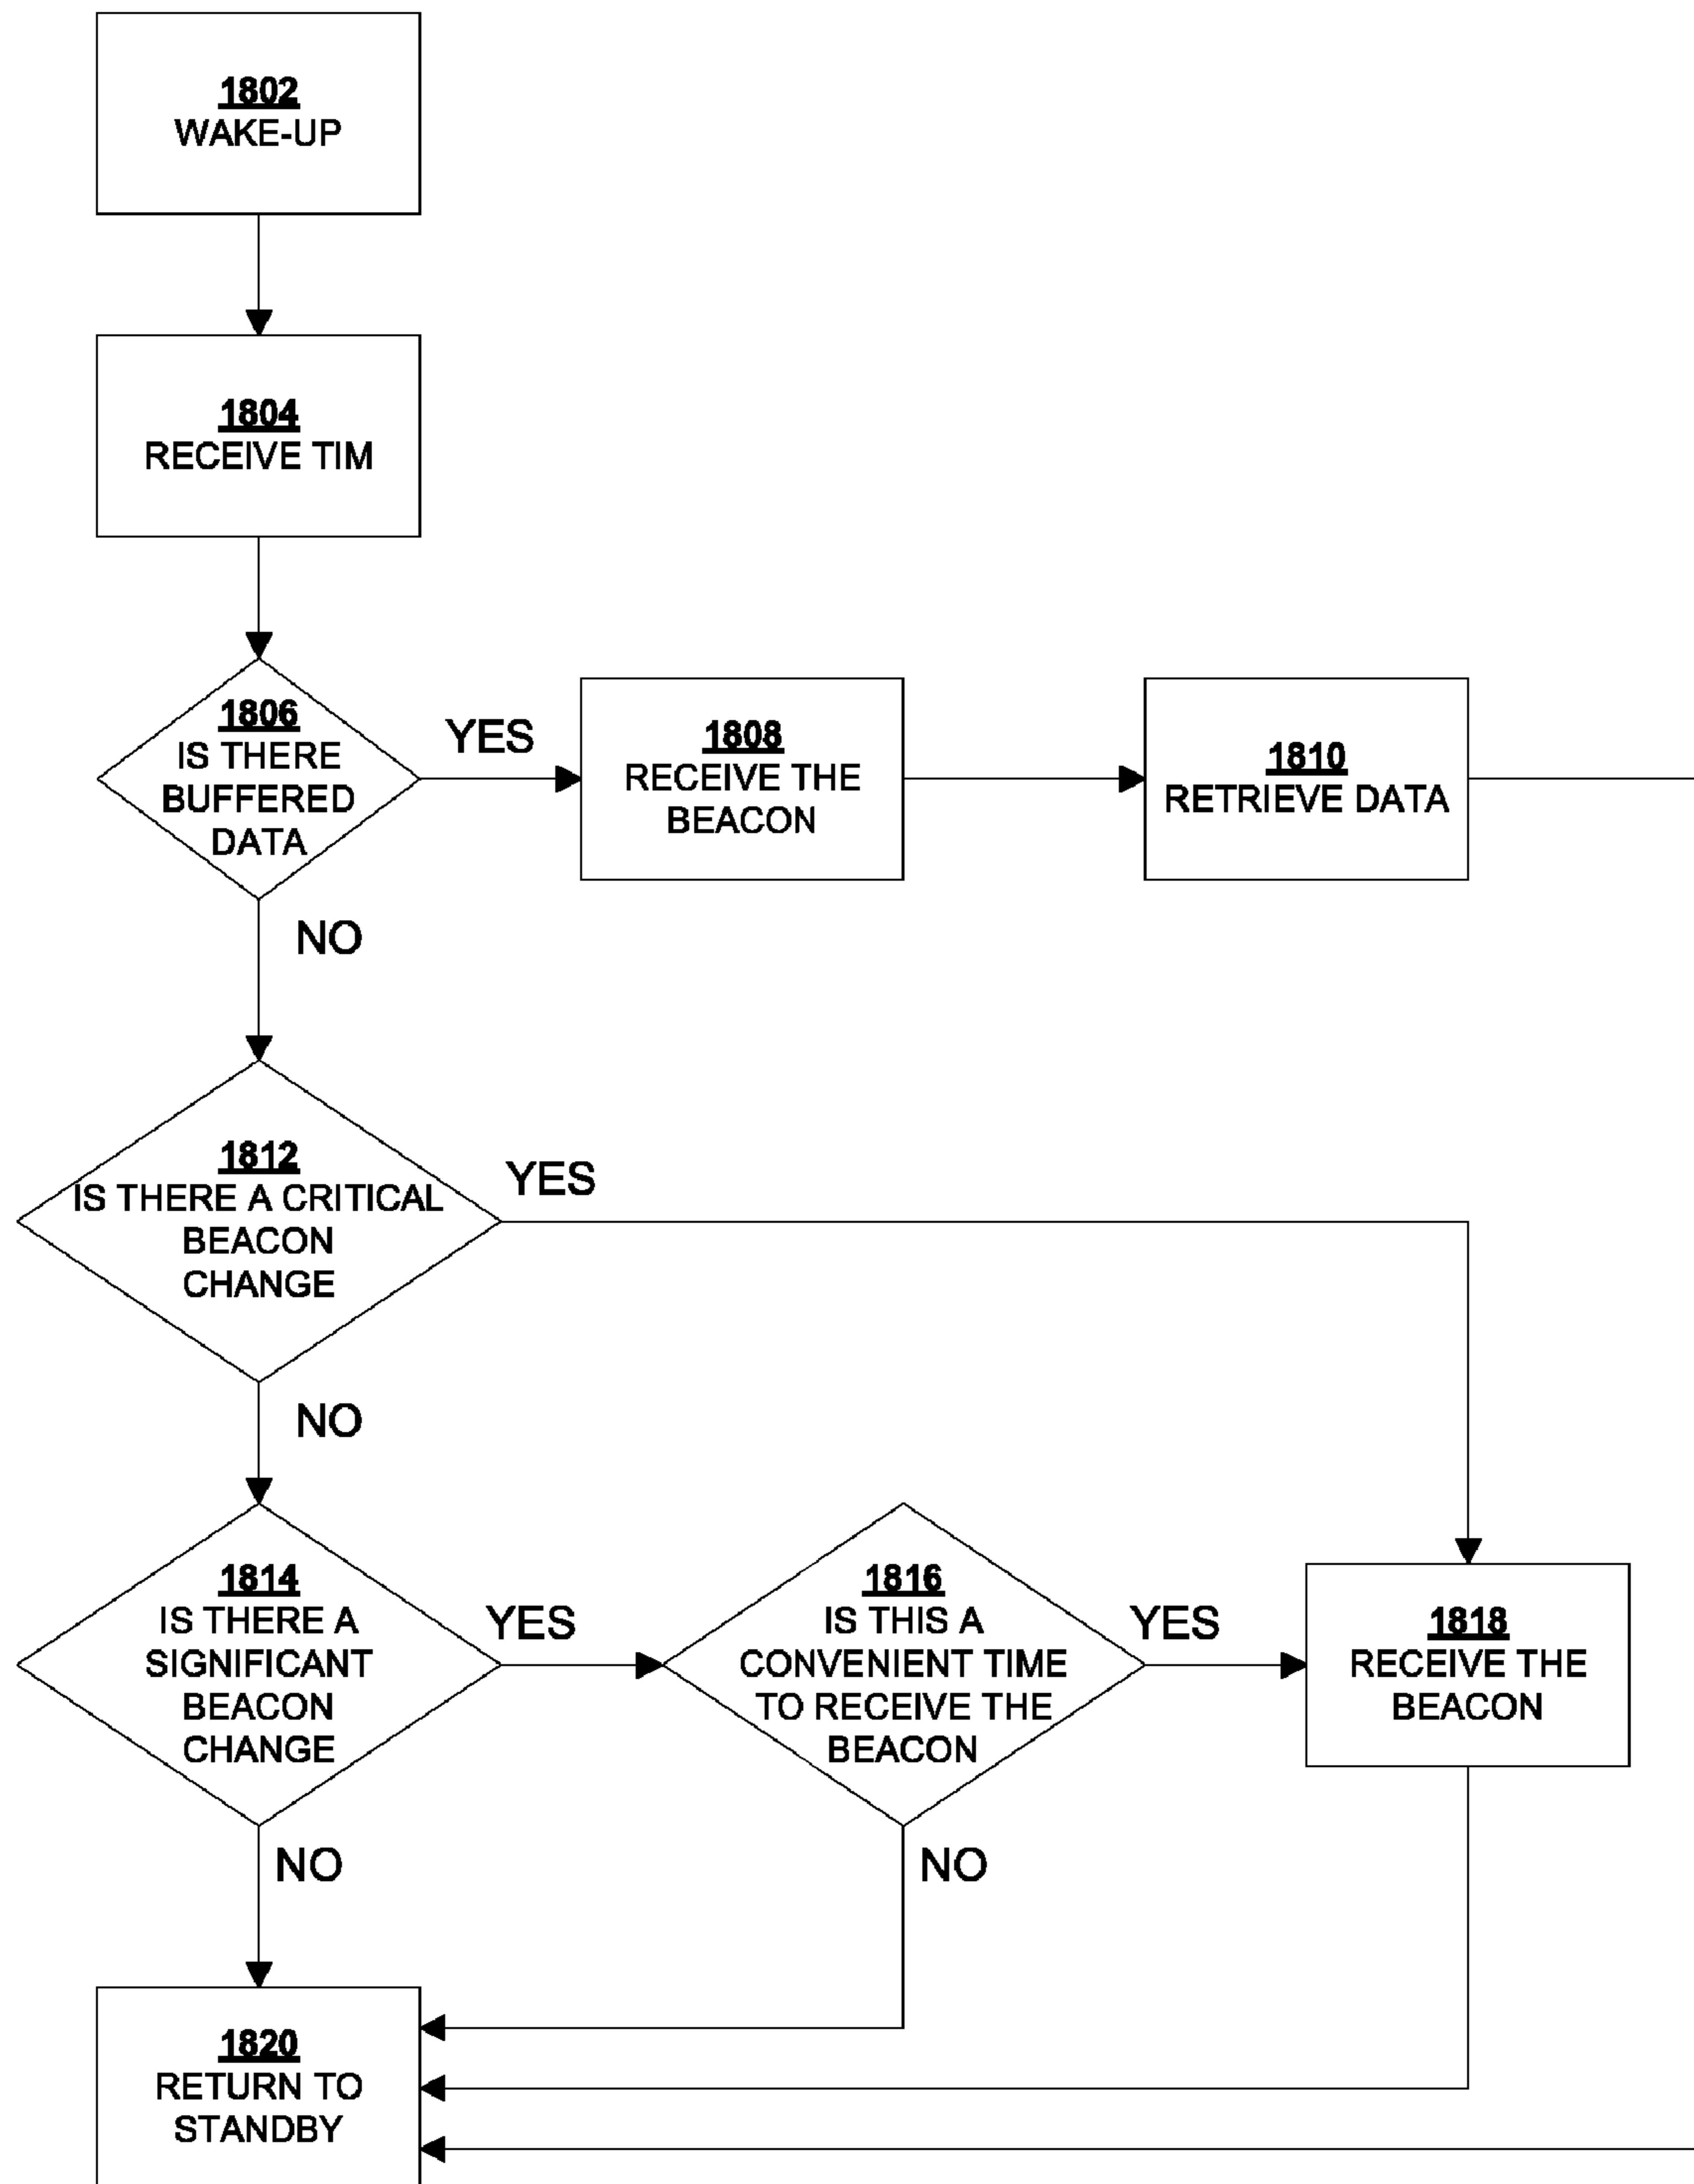 1802
WAKE-UP
1804
RECEIVE TIM
1806
IS THERE
BUFFERED
DATA
YES
1808
RECEIVE THE
BEACON
1810
RETRIEVE DATA
NO
1812
IS THERE A CRITICAL
BEACON
CHANGE
YES
NO
1814
IS THERE A
SIGNIFICANT
BEACON
CHANGE
YES
1816
IS THIS A
CONVENIENT TIME
TO RECEIVE THE
BEACON
YES
1818
RECEIVE THE
BEACON
NO
NO
1820
RETURN TO
STANDBY